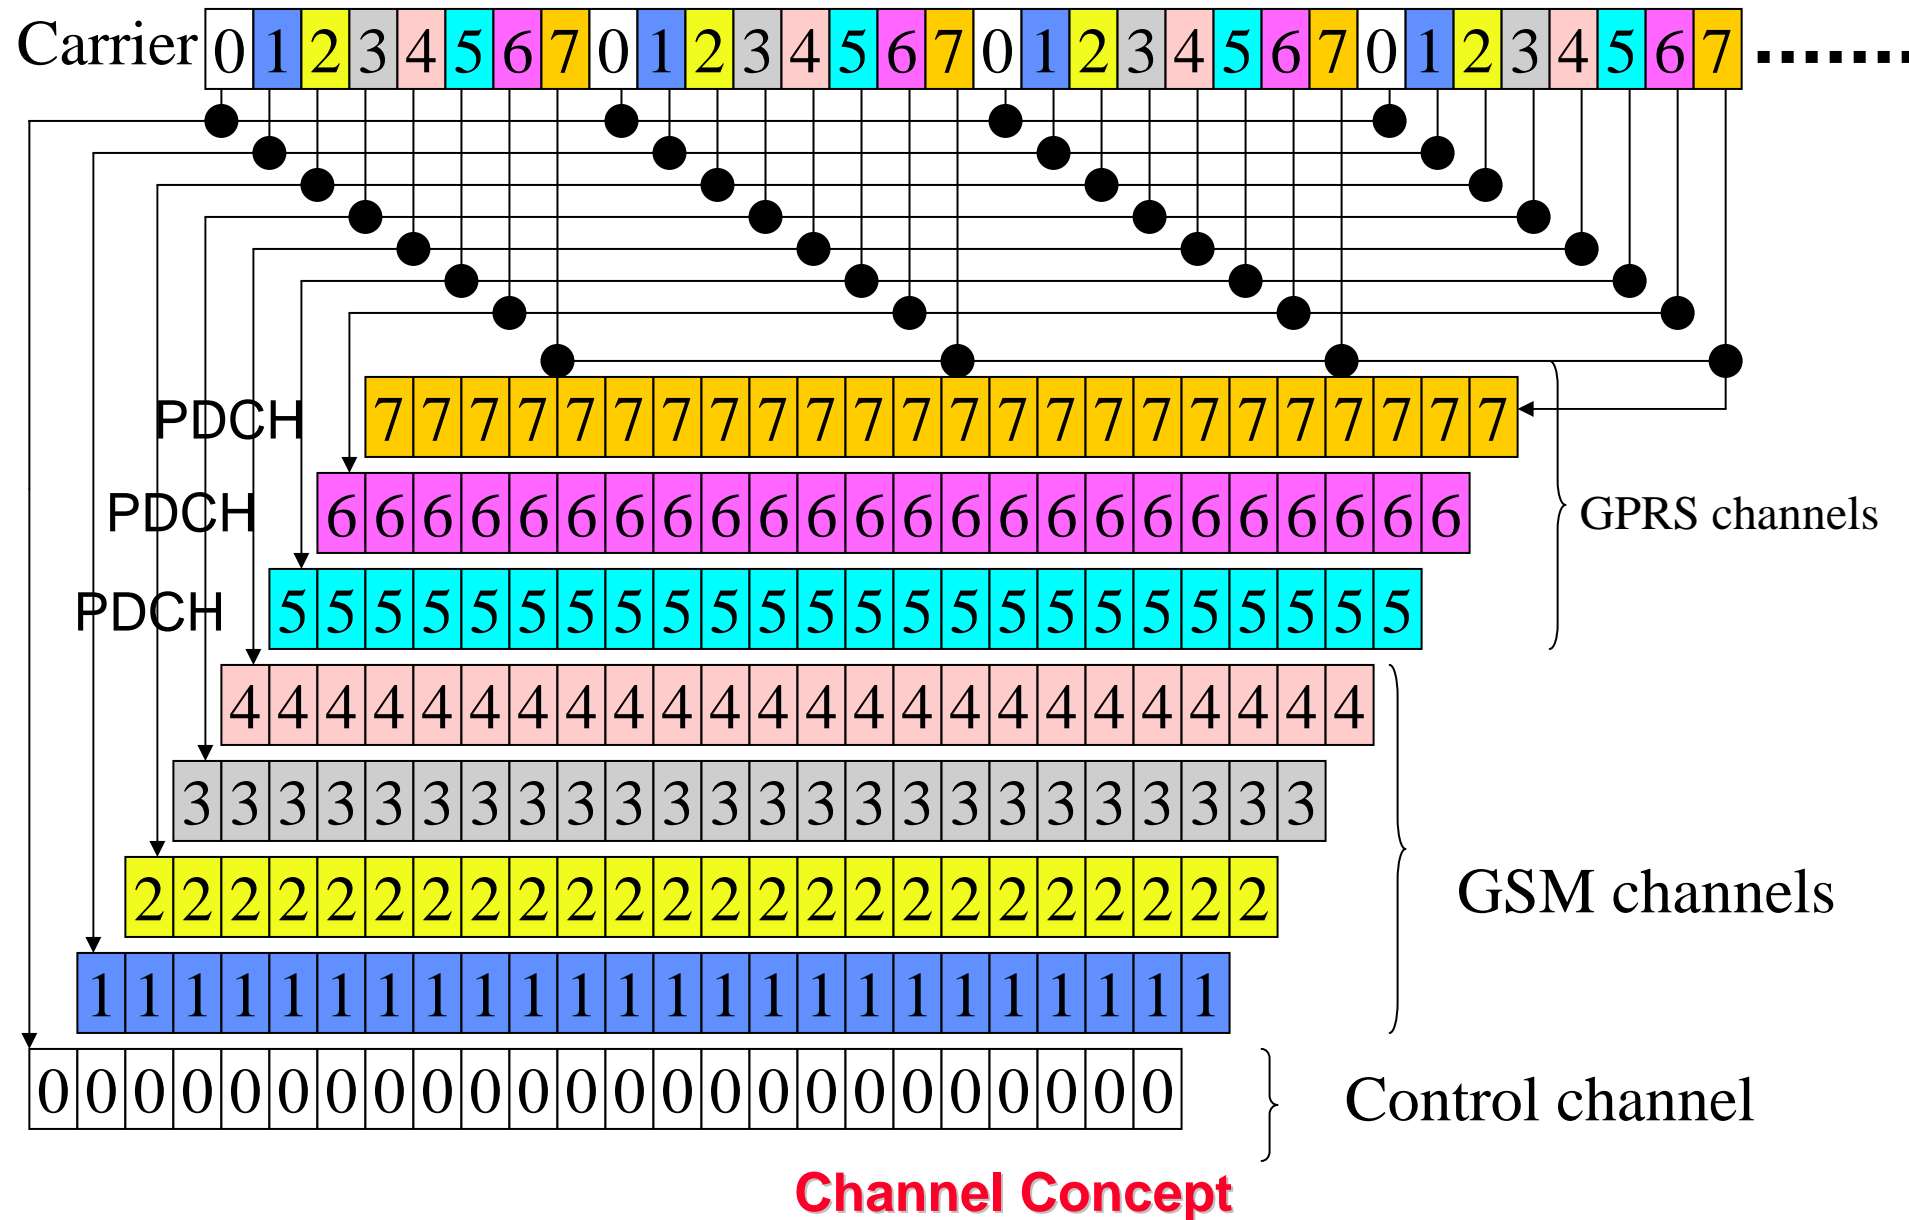 Carrier 0 1 2 3 4 5 6 7 0 1 2 3 4 5 6 7 0 1 2 3 4 5 6 7 0 1 2 3 4 5 6 7 .......
PDCH 7 7 7 7 7 7 7 7 7 7 7 7 7 7 7 7 7 7 7 7 7 7 7 7
PDCH 6 6 6 6 6 6 6 6 6 6 6 6 6 6 6 6 6 6 6 6 6 6 6 6
GPRS channels
PDCH 5 5 5 5 5 5 5 5 5 5 5 5 5 5 5 5 5 5 5 5 5 5 5 5
4 4 4 4 4 4 4 4 4 4 4 4 4 4 4 4 4 4 4 4 4 4 4 4
3 3 3 3 3 3 3 3 3 3 3 3 3 3 3 3 3 3 3 3 3 3 3 3
2 2 2 2 2 2 2 2 2 2 2 2 2 2 2 2 2 2 2 2 2 2 2 2
GSM channels
1 1 1 1 1 1 1 1 1 1 1 1 1 1 1 1 1 1 1 1 1 1 1 1
0 0 0 0 0 0 0 0 0 0 0 0 0 0 0 0 0 0 0 0 0 0 0 0
Control channel
Channel Concept